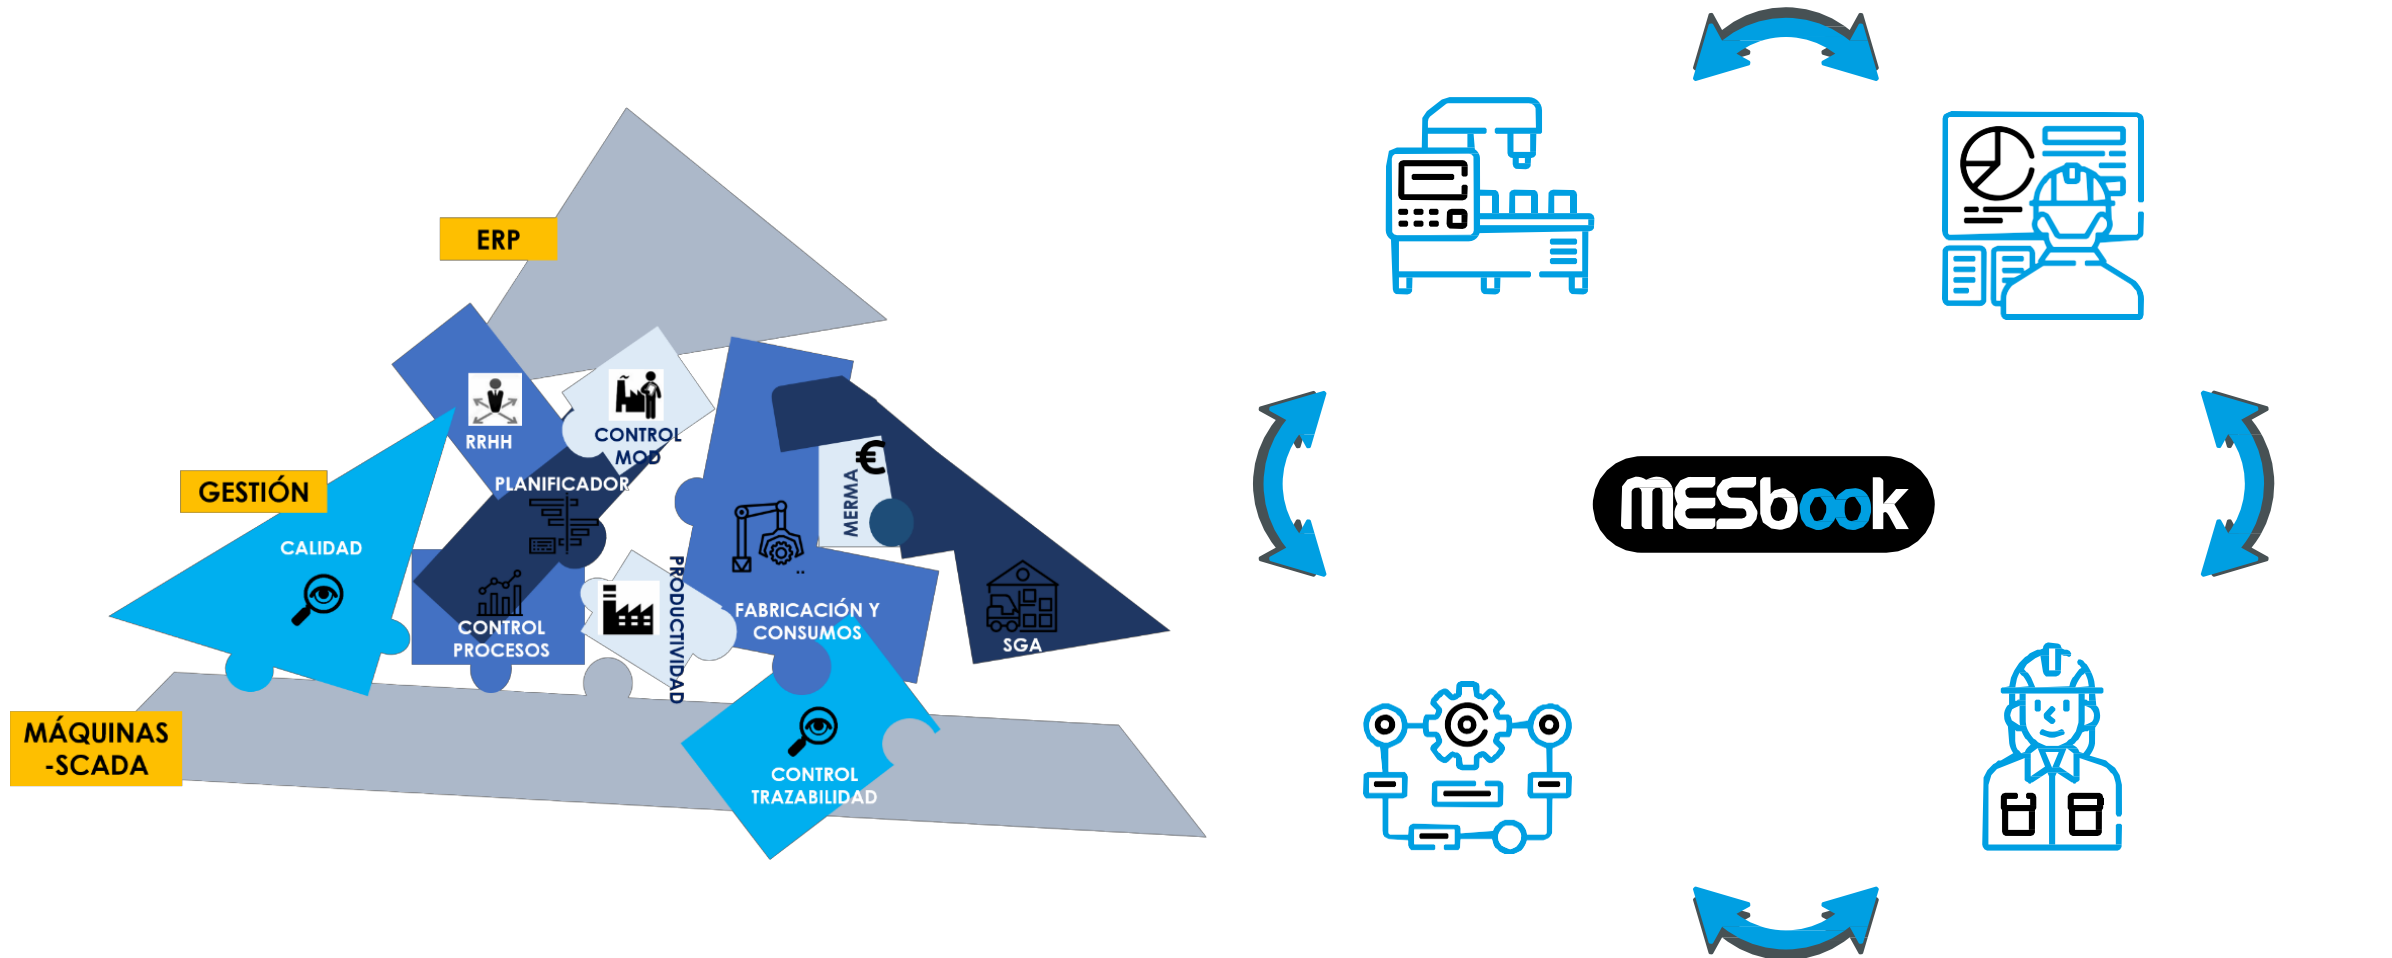 ERP
RRHH
CONTROL
MOD
PLANIFICADOR
GESTIÓN
CALIDAD
MERMA
€
CONTROL
PROCESOS
PRODUCTIVIDAD
FABRICACIÓN Y
CONSUMOS
SGA
MÁQUINAS
-SCADA
CONTROL
TRAZABILIDAD
MESbook